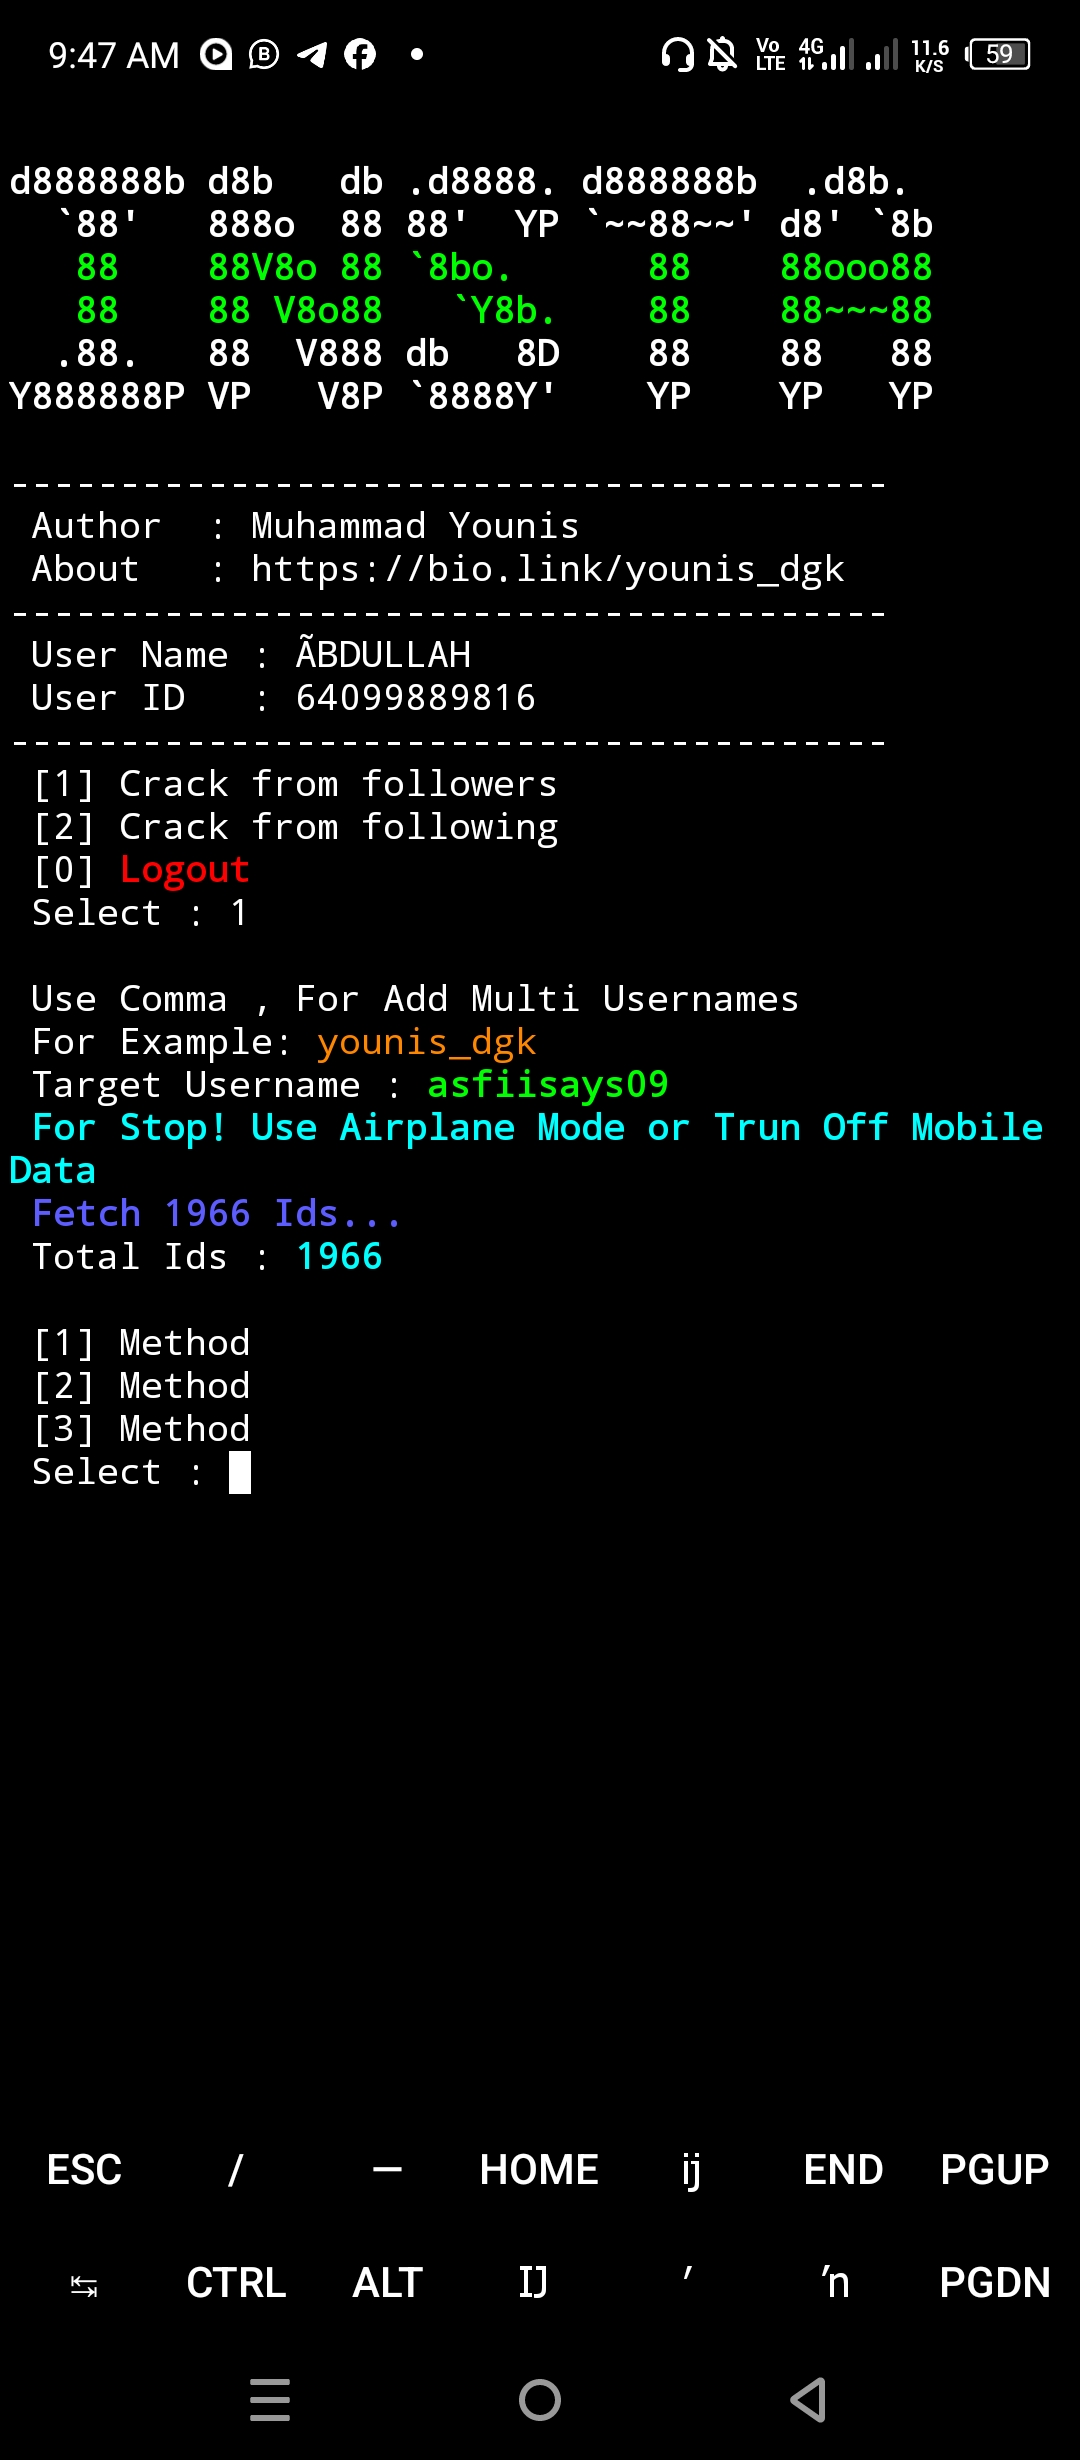 9:47 AM B Vo LTE 4G 11.6 K/S 59
d888888b d8b   db .d8888. d888888b  .d8b.
  `88'   888o  88 88'  YP `~~88~~' d8' `8b
   88    88V8o 88 `8bo.      88    88ooo88
   88    88 V8o88   `Y8b.    88    88~~~88
  .88.   88  V888 db   8D    88    88   88
Y888888P VP   V8P `8888Y'    YP    YP   YP
----------------------------------------
Author  : Muhammad Younis
About   : https://bio.link/younis_dgk
----------------------------------------
User Name : ÃBDULLAH
User ID   : 64099889816
----------------------------------------
[1] Crack from followers
[2] Crack from following
[0] Logout
Select : 1
Use Comma , For Add Multi Usernames
For Example: younis_dgk
Target Username : asfiisays09
For Stop! Use Airplane Mode or Trun Off Mobile
Data
Fetch 1966 Ids...
Total Ids : 1966
[1] Method
[2] Method
[3] Method
Select :
ESC / — HOME ĳ END PGUP
↹ CTRL ALT Ĳ ′ ŉ PGDN